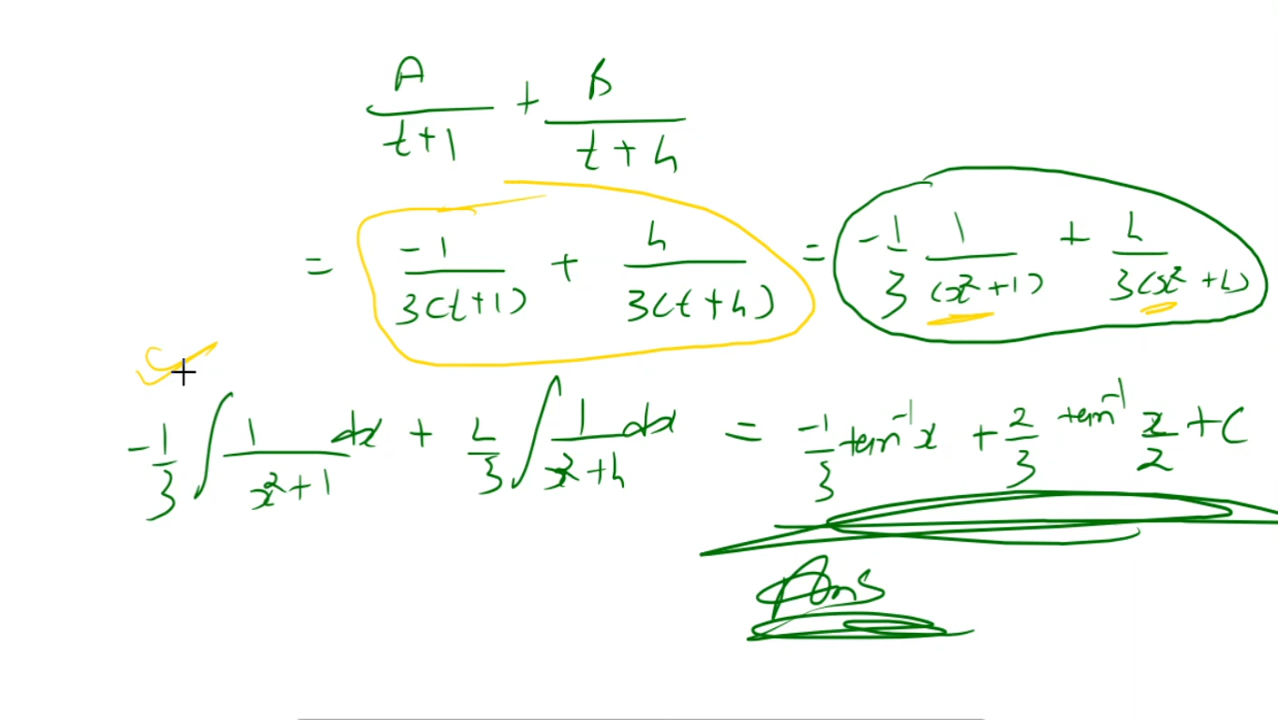 A/(t+1) + B/(t+4)
= -1/(3(t+1)) + 4/(3(t+4)) = -1/3 1/((x²+1)) + 4/(3(x²+4))
-1/3 ∫ 1/(x²+1) dx + 4/3 ∫ 1/(x²+4) dx = -1/3 tan⁻¹x + 2/3 tan⁻¹ x/2 + C
Ans